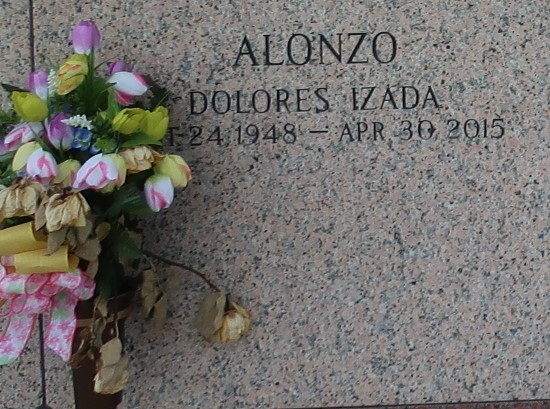 ALONZO
DOLORES IZADA
24 1948 – APR 30 2015